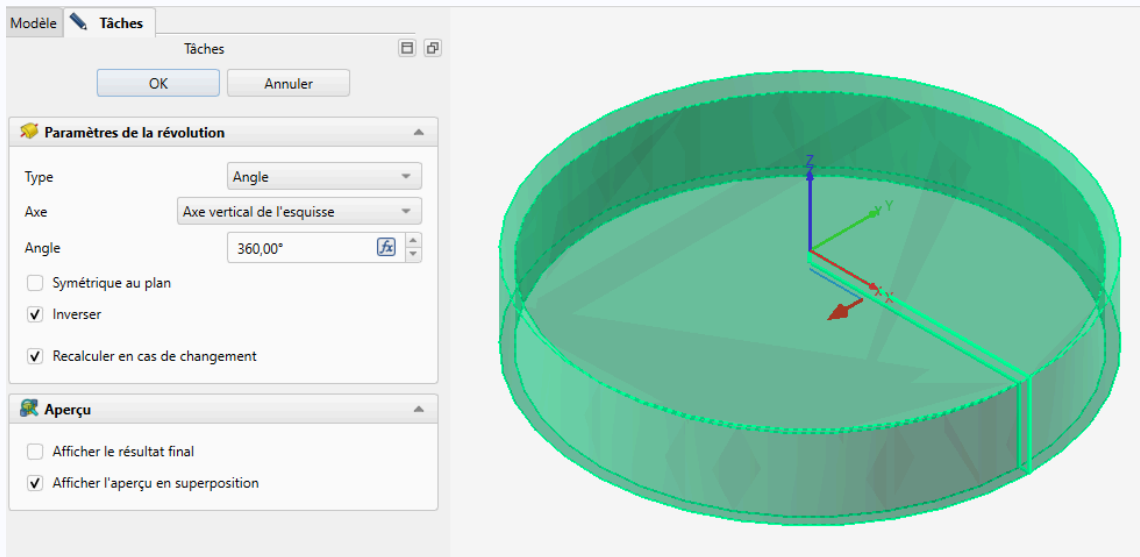 Modèle
Tâches
Tâches
OK
Annuler
Paramètres de la révolution
Type
Angle
Axe
Axe vertical de l'esquisse
Angle
360,00°
fx
Symétrique au plan
Inverser
Recalculer en cas de changement
Aperçu
Afficher le résultat final
Afficher l'aperçu en superposition
Z
Y Y
X X